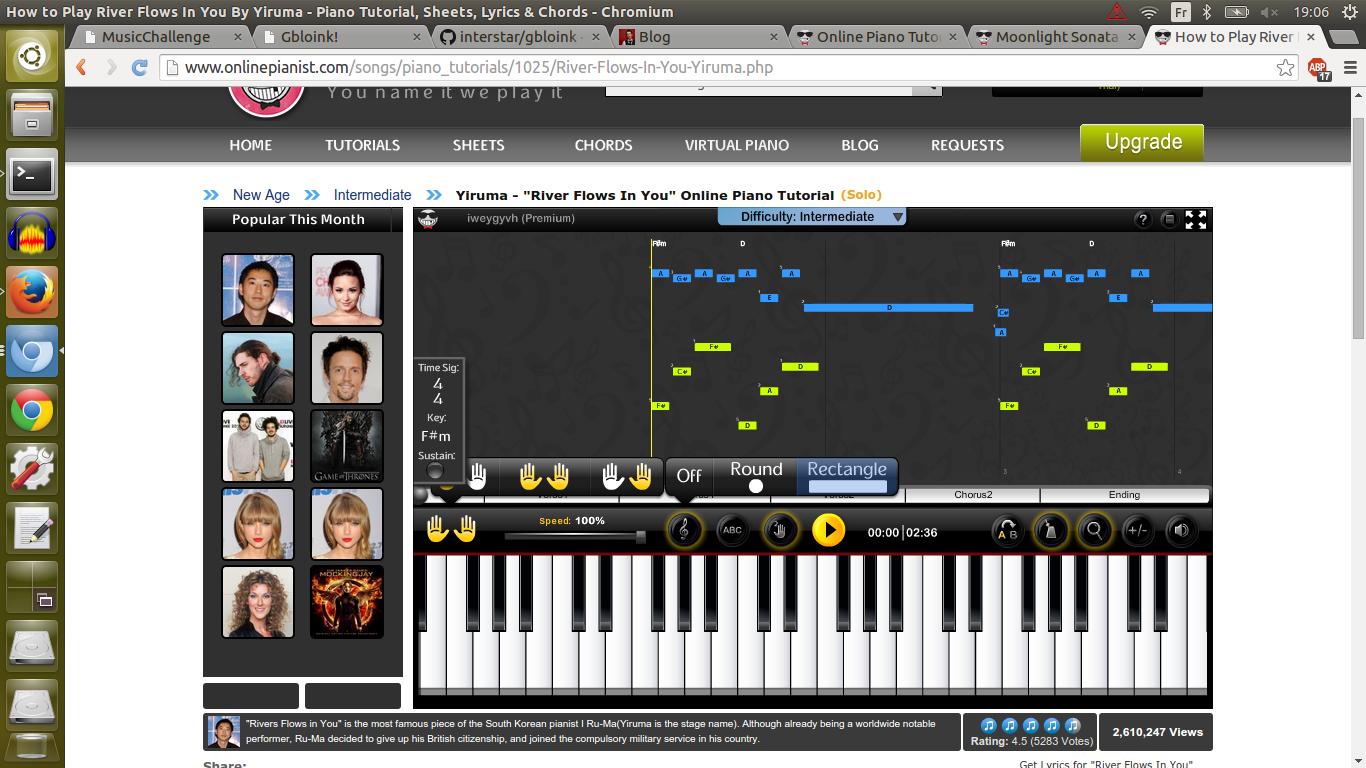 How to Play River Flows In You By Yiruma - Piano Tutorial, Sheets, Lyrics & Chords - Chromium
Fr
19:06
MusicChallenge
Gbloink!
interstar/gbloink
Blog
Online Piano Tuto
Moonlight Sonata
How to Play River
www.onlinepianist.com/songs/piano_tutorials/1025/River-Flows-In-You-Yiruma.php
ABP
17
You name it we play it
HOME
TUTORIALS
SHEETS
CHORDS
VIRTUAL PIANO
BLOG
REQUESTS
Upgrade
New Age
Intermediate
Yiruma - "River Flows In You" Online Piano Tutorial (Solo)
Popular This Month
iweygyvh (Premium)
Difficulty: Intermediate
?
F#m
D
F#m
D
A G# A G# A E A D
C# A
A G# A G# A E A
F# C# F# D A D
F# C# F# D A D
3
4
Time Sig:
4
4
Key:
F#m
Sustain:
GAME OF THRONES
MOCKINGJAY
Off
Round
Rectangle
Chorus2
Ending
Speed: 100%
ABC
00:00|02:36
A B
+/-
"Rivers Flows in You" is the most famous piece of the South Korean pianist I Ru-Ma(Yiruma is the stage name). Although already being a worldwide notable
performer, Ru-Ma decided to give up his British citizenship, and joined the compulsory military service in his country.
Rating: 4.5 (5283 Votes)
2,610,247 Views
Share:
Get Lyrics for "River Flows In You"